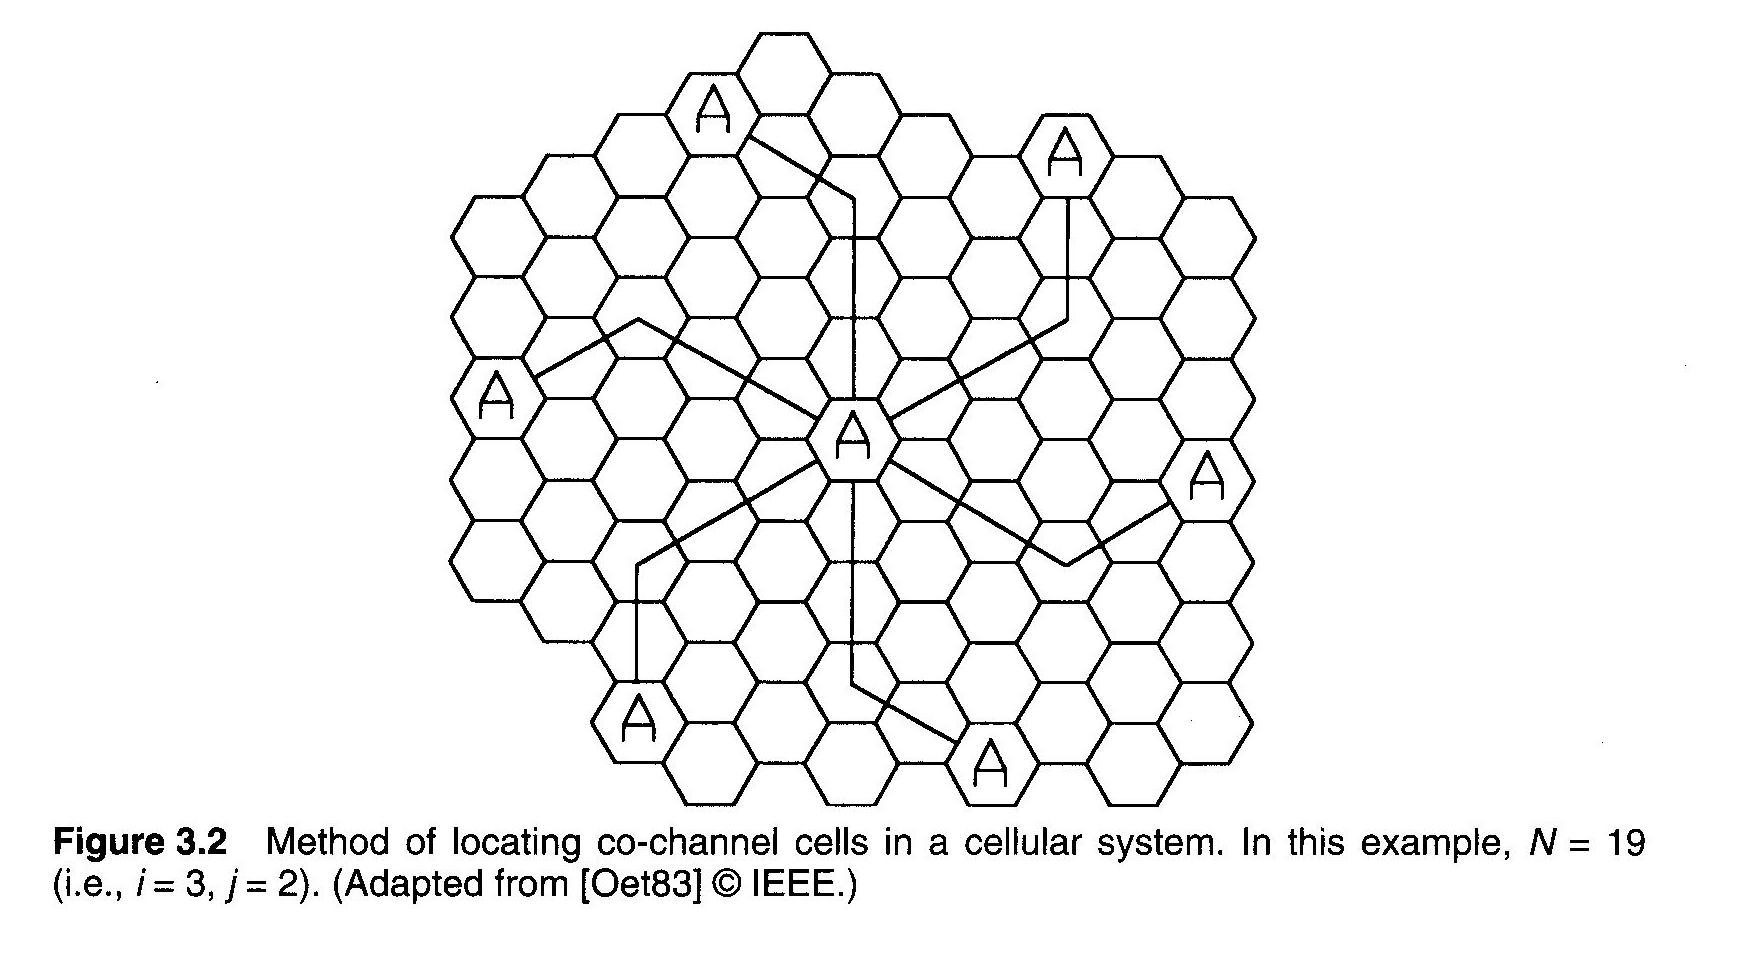 A
A
A
A
A
A
A
Figure 3.2 Method of locating co-channel cells in a cellular system. In this example, N = 19
(i.e., i = 3, j = 2). (Adapted from [Oet83] © IEEE.)